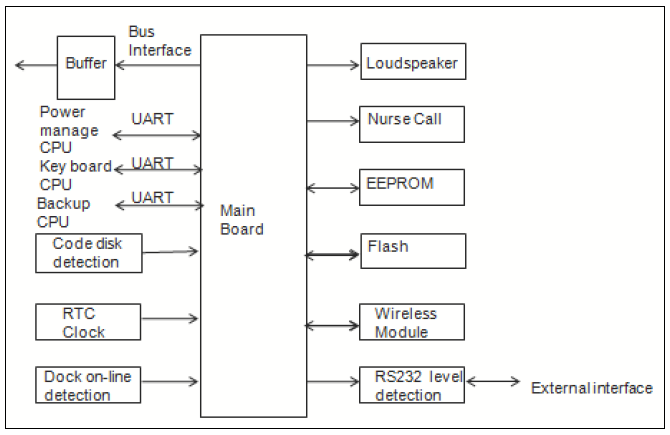 Bus
Interface
Buffer
Loudspeaker
Power
manage
CPU
UART
Nurse Call
Key board
CPU
UART
EEPROM
Backup
CPU
UART
Main
Board
Code disk
detection
Flash
RTC
Clock
Wireless
Module
Dock on-line
detection
RS232 level
detection
External interface